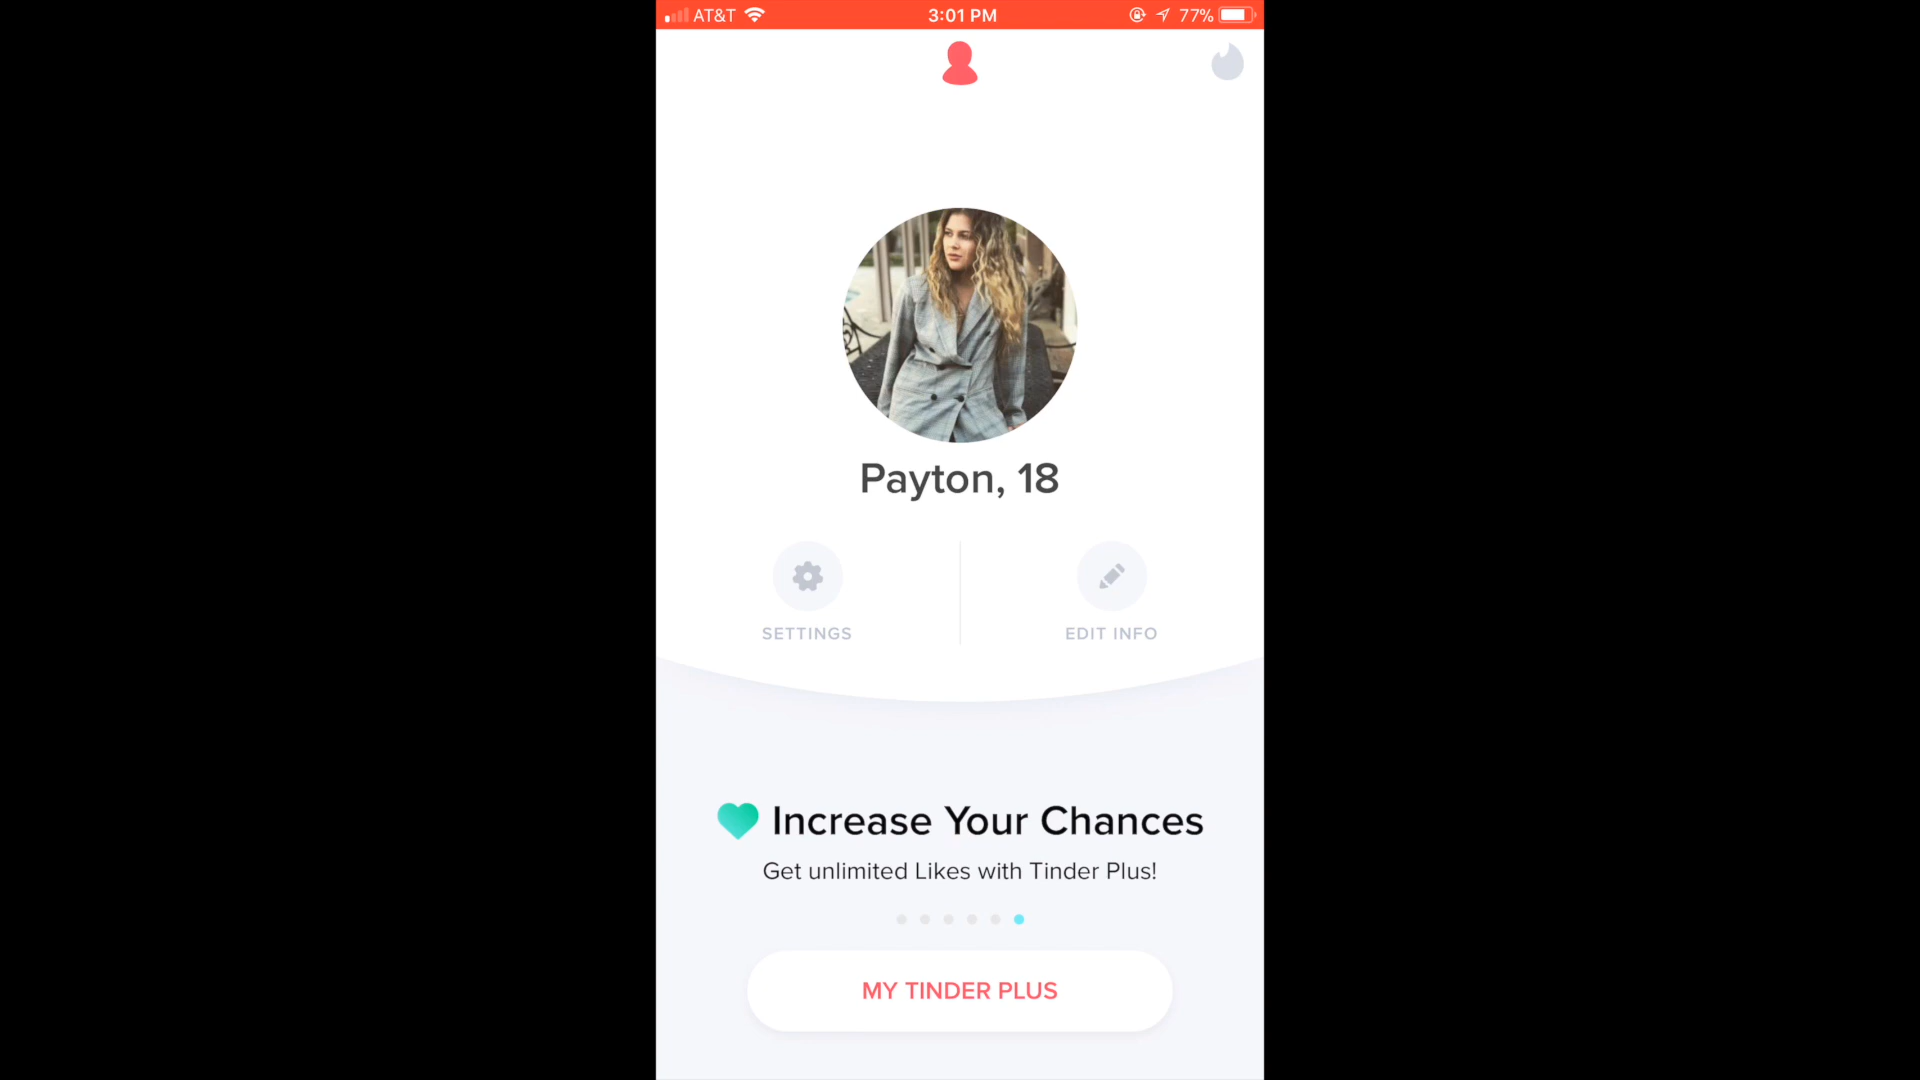 AT&T 3:01 PM 77%
Payton, 18
SETTINGS EDIT INFO
Increase Your Chances
Get unlimited Likes with Tinder Plus!
MY TINDER PLUS